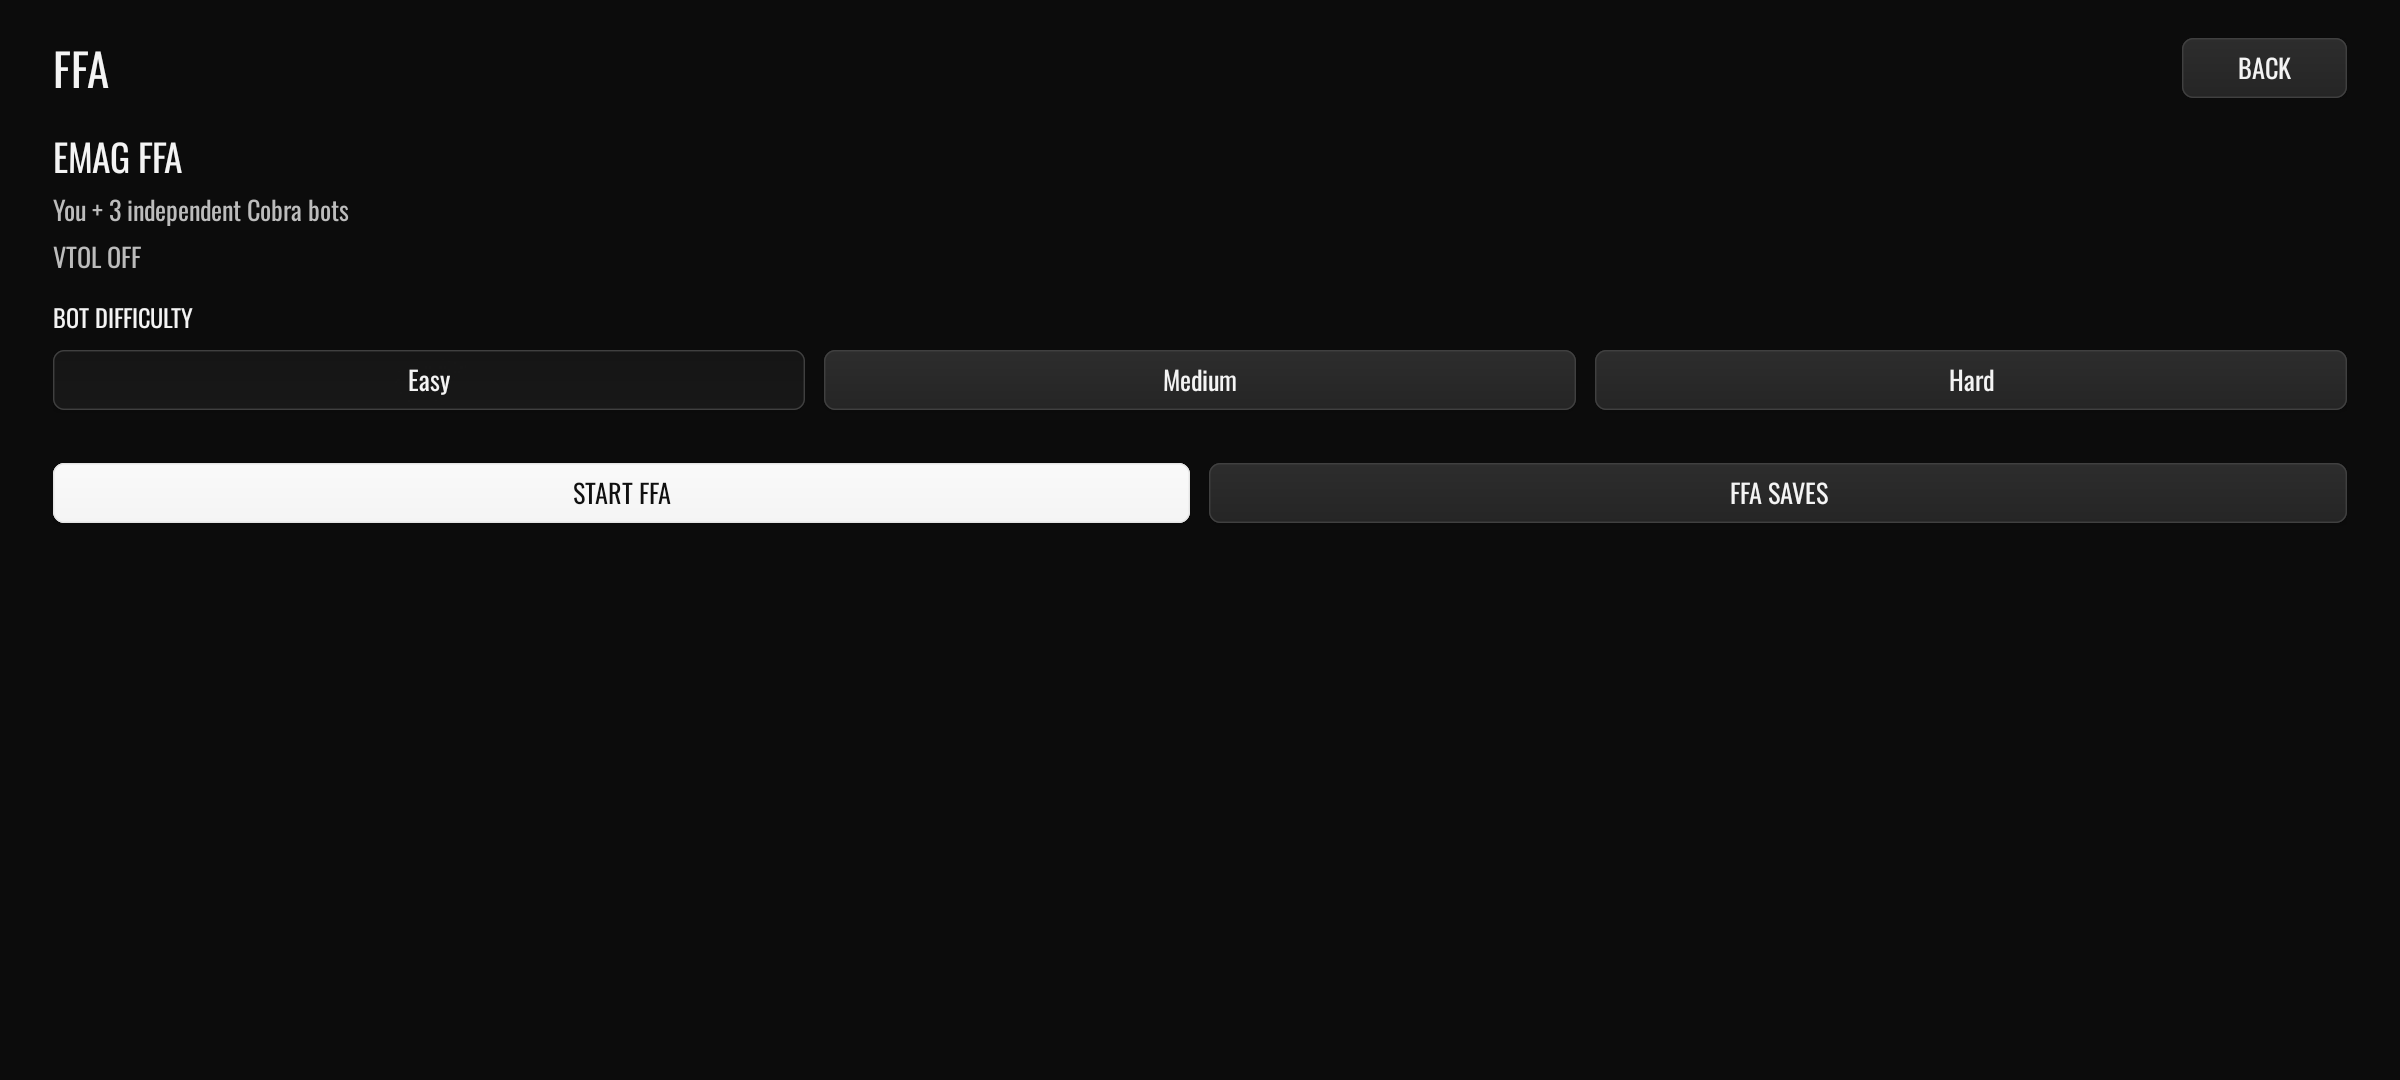 FFA
BACK
EMAG FFA
You + 3 independent Cobra bots
VTOL OFF
BOT DIFFICULTY
Easy
Medium
Hard
START FFA
FFA SAVES